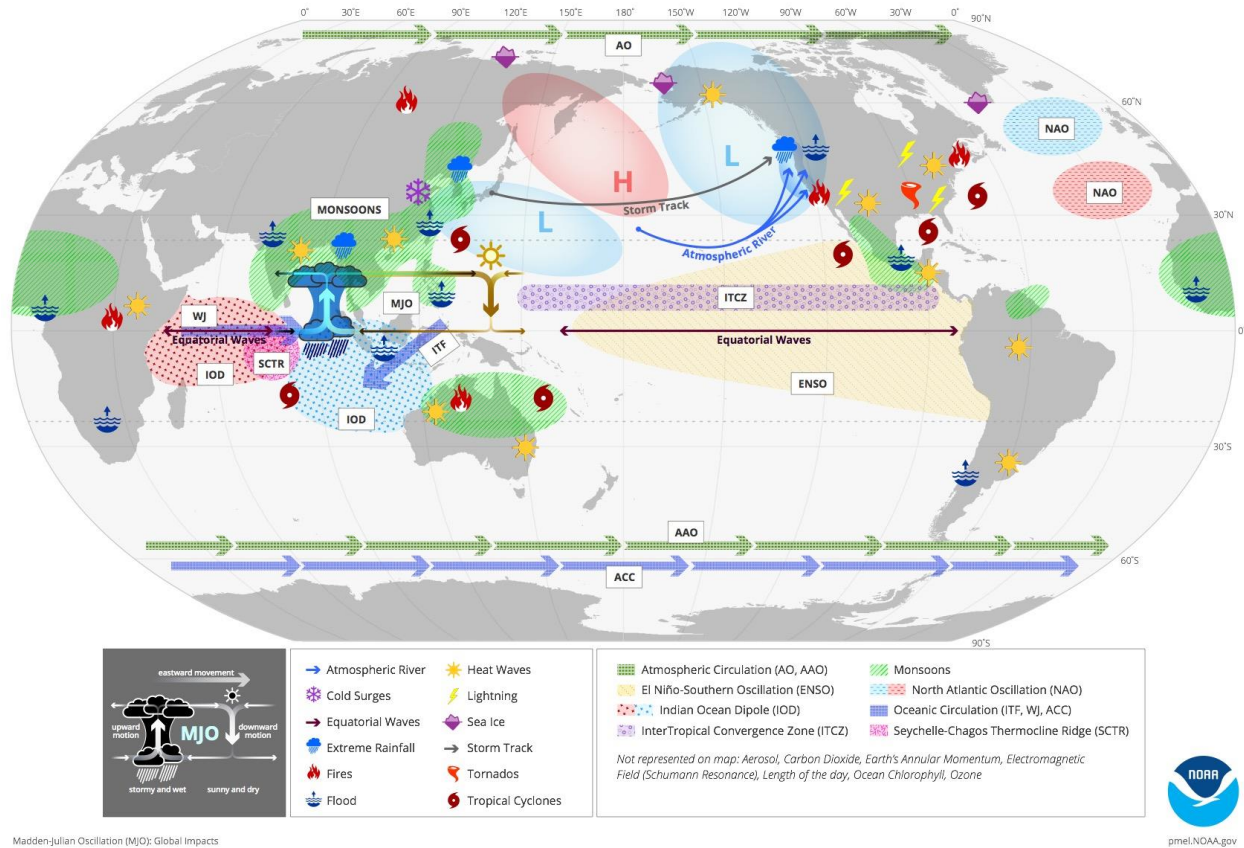 0° 30°E 60°E 90°E 120°E 150°E 180° 150°W 120°W 90°W 60°W 30°W 0° 90°N
AO
60°N
NAO
L
H
NAO
MONSOONS
Storm Track
30°N
L
Atmospheric River
MJO
ITCZ
WJ
0°
Equatorial Waves
Equatorial Waves
ITF
SCTR
IOD
ENSO
IOD
30°S
AAO
60°S
ACC
90°S
eastward movement
upward
motion
MJO
downward
motion
stormy and wet
sunny and dry
Atmospheric River
Cold Surges
Equatorial Waves
Extreme Rainfall
Fires
Flood
Heat Waves
Lightning
Sea Ice
Storm Track
Tornados
Tropical Cyclones
Atmospheric Circulation (AO, AAO)
El Niño-Southern Oscillation (ENSO)
Indian Ocean Dipole (IOD)
InterTropical Convergence Zone (ITCZ)
Monsoons
North Atlantic Oscillation (NAO)
Oceanic Circulation (ITF, WJ, ACC)
Seychelle-Chagos Thermocline Ridge (SCTR)
Not represented on map: Aerosol, Carbon Dioxide, Earth's Annular Momentum, Electromagnetic
Field (Schumann Resonance), Length of the day, Ocean Chlorophyll, Ozone
NOAA
Madden-Julian Oscillation (MJO): Global Impacts
pmel.NOAA.gov